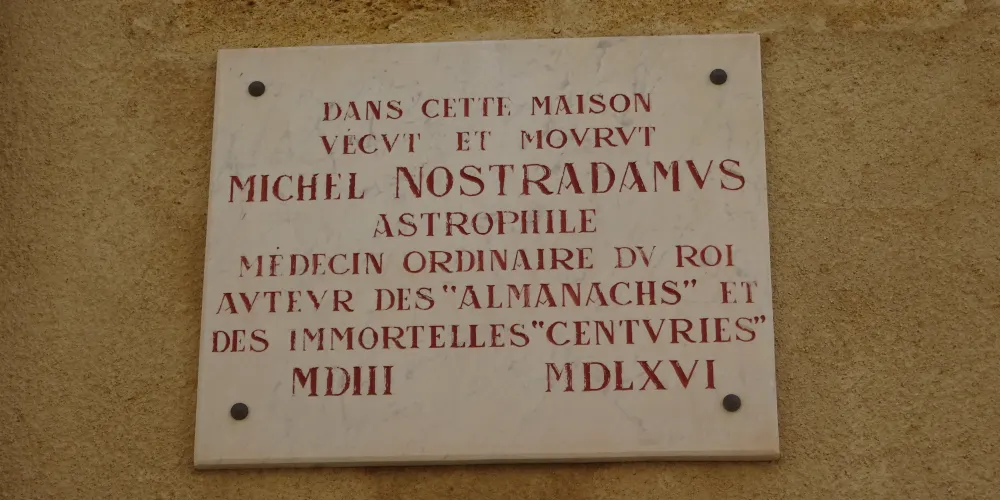 DANS CETTE MAISON
VÉCVT ET MOVRVT
MICHEL NOSTRADAMVS
ASTROPHILE
MÉDECIN ORDINAIRE DV ROI
AVTEVR DES "ALMANACHS" ET
DES IMMORTELLES "CENTVRIES"
MDIII MDLXVI